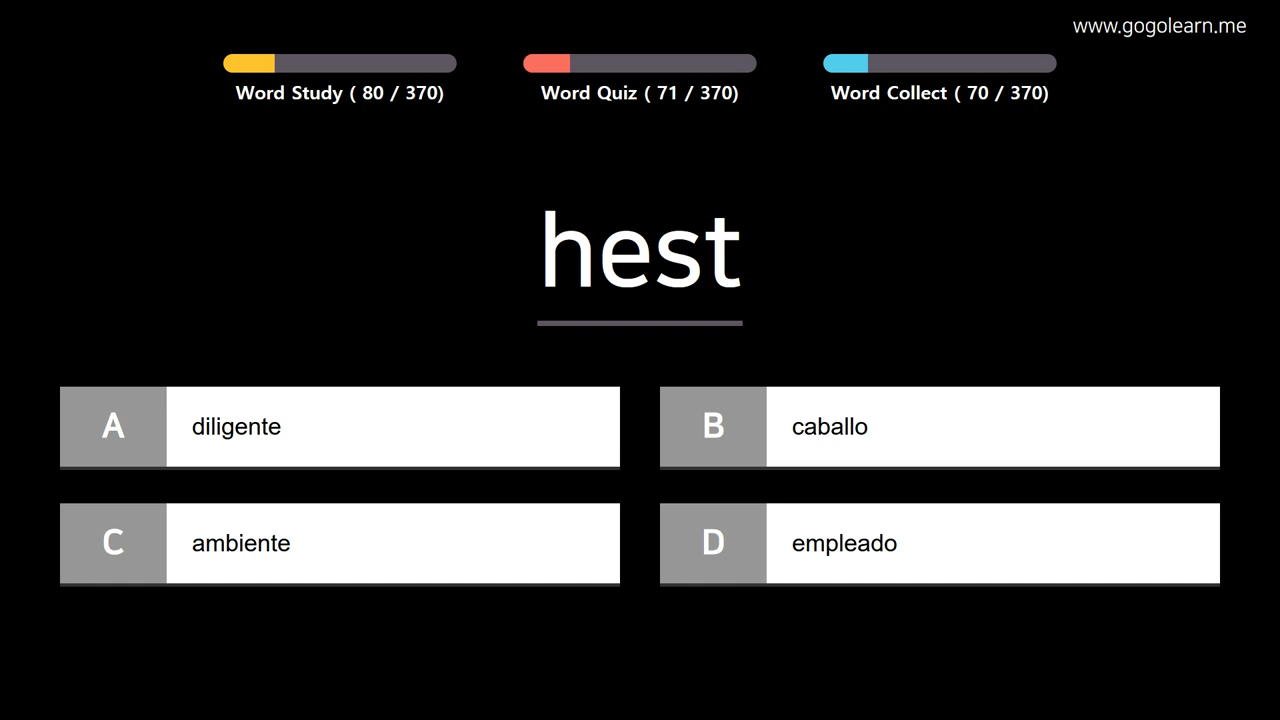 www.gogolearn.me
Word Study ( 80 / 370)
Word Quiz ( 71 / 370)
Word Collect ( 70 / 370)
hest
A diligente
B caballo
C ambiente
D empleado